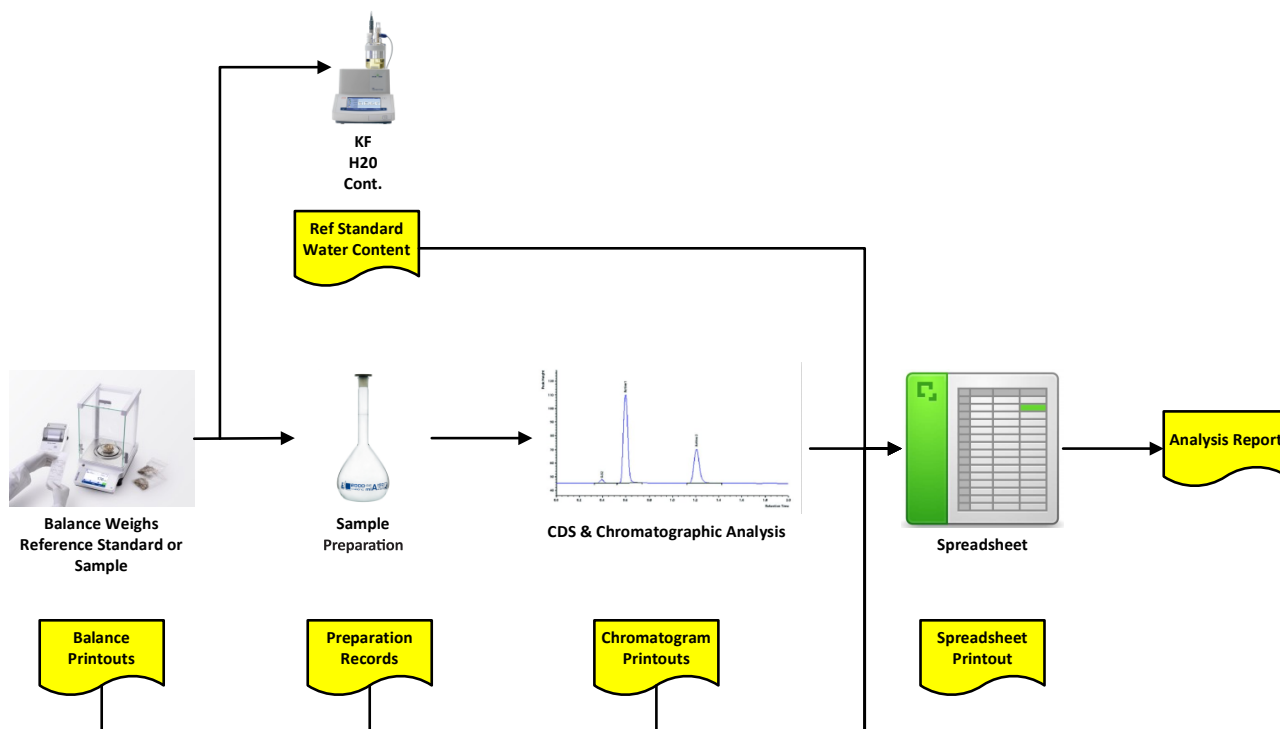 KF
H20
Cont.
Ref Standard
Water Content
Balance Weighs
Reference Standard or
Sample
Sample
Preparation
CDS & Chromatographic Analysis
Spreadsheet
Analysis Report
Balance
Printouts
Preparation
Records
Chromatogram
Printouts
Spreadsheet
Printout